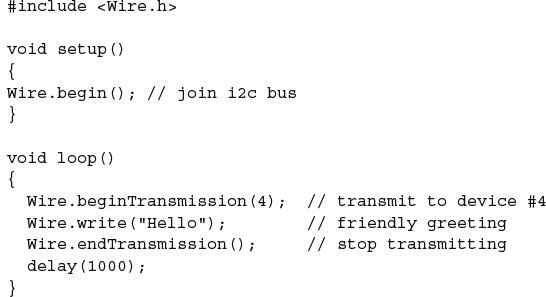 #include <Wire.h>
void setup()
{
Wire.begin(); // join i2c bus
}
void loop()
{
Wire.beginTransmission(4); // transmit to device #4
Wire.write("Hello"); // friendly greeting
Wire.endTransmission(); // stop transmitting
delay(1000);
}